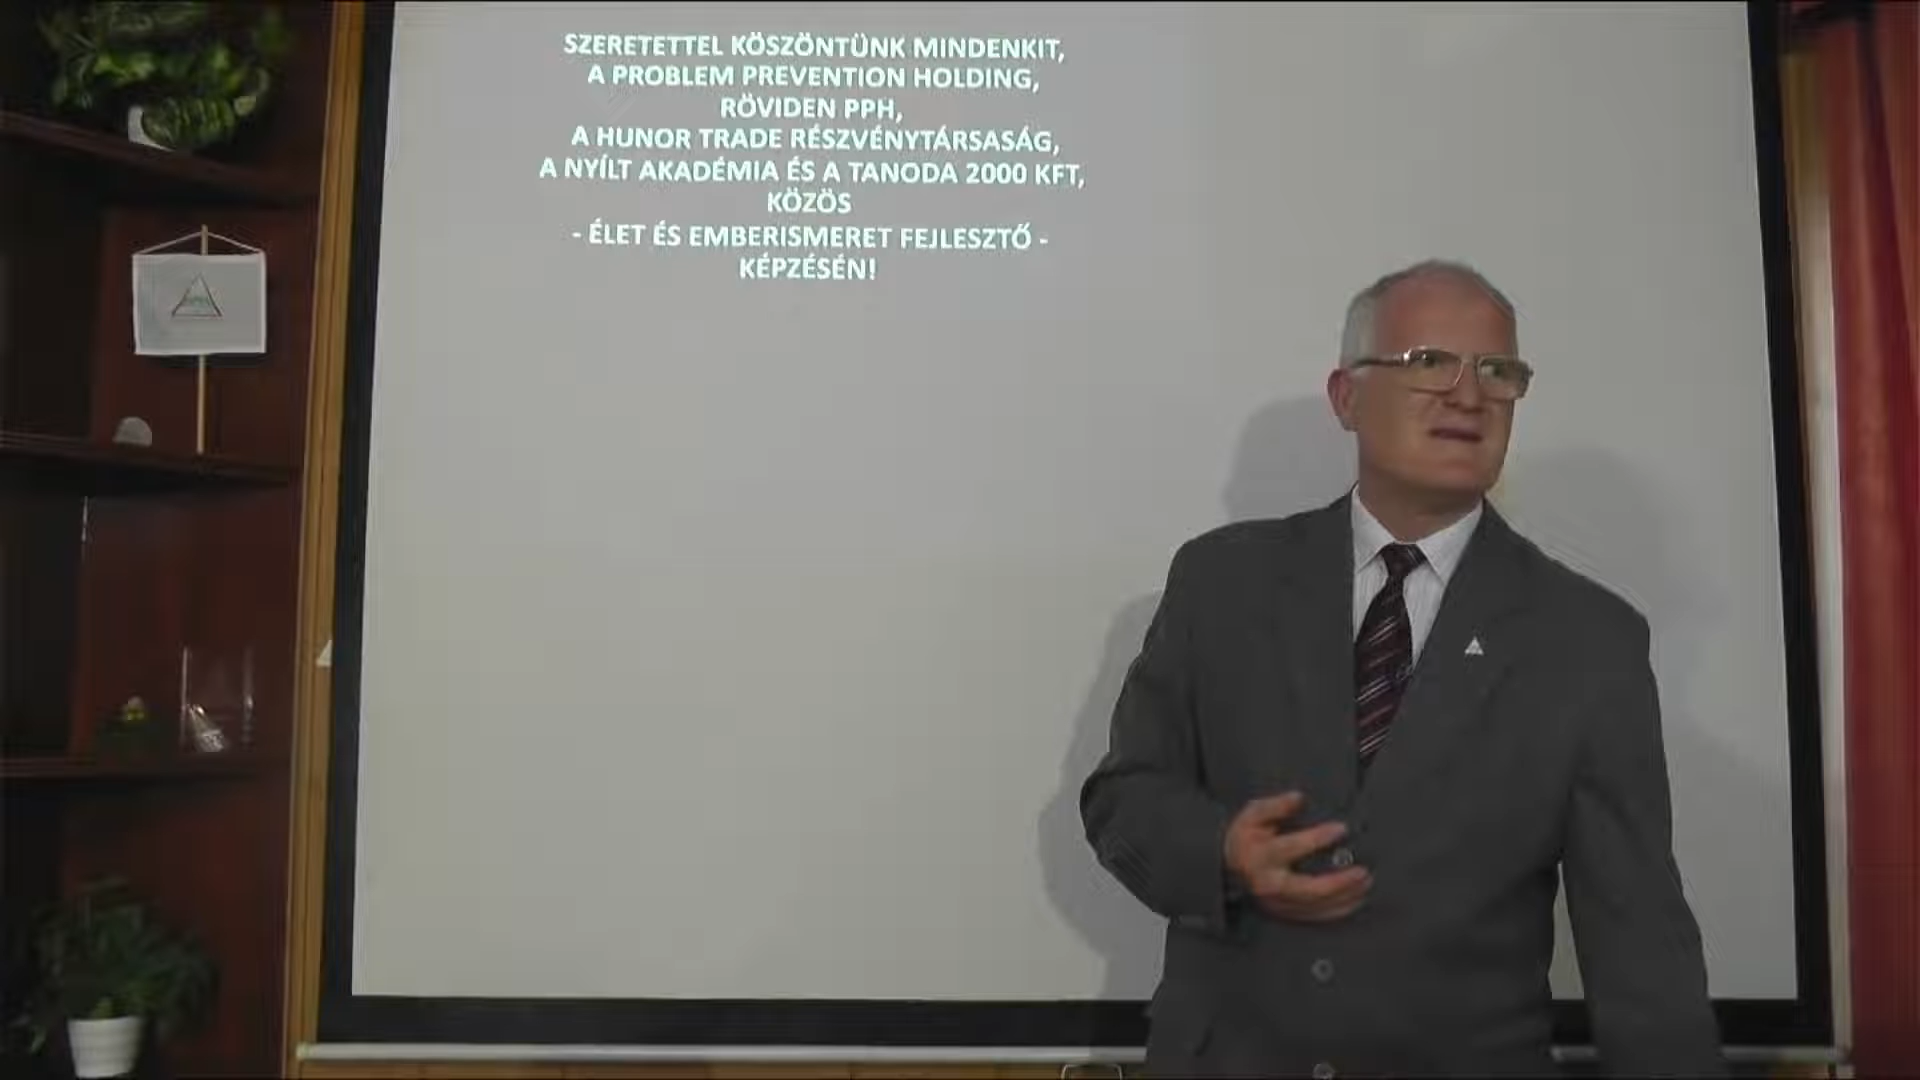 SZERETETTEL KÖSZÖNTÜNK MINDENKIT,
A PROBLEM PREVENTION HOLDING,
RÖVIDEN PPH,
A HUNOR TRADE RÉSZVÉNYTÁRSASÁG,
A NYÍLT AKADÉMIA ÉS A TANODA 2000 KFT,
KÖZÖS
- ÉLET ÉS EMBERISMERET FEJLESZTŐ -
KÉPZÉSÉN!